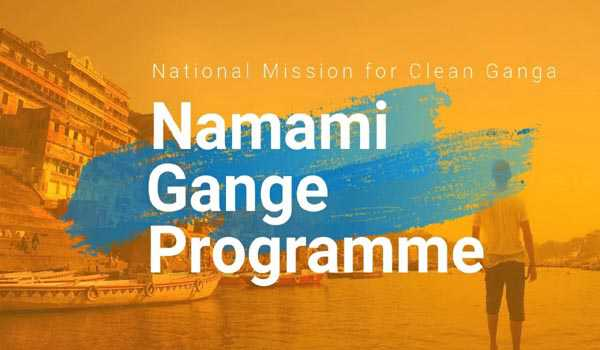 National Mission for Clean Ganga
Namami
Gange
Programme